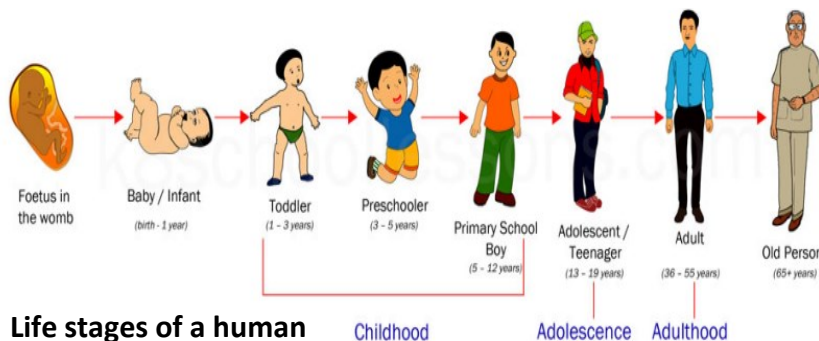 Foetus in
the womb
Baby / Infant
(birth - 1 year)
Toddler
(1 – 3 years)
Preschooler
(3 – 5 years)
Primary School
Boy
(5 – 12 years)
Adolescent /
Teenager
(13 – 19 years)
Adult
(36 – 55 years)
Old Person
(65+ years)
Life stages of a human
Childhood
Adolescence
Adulthood